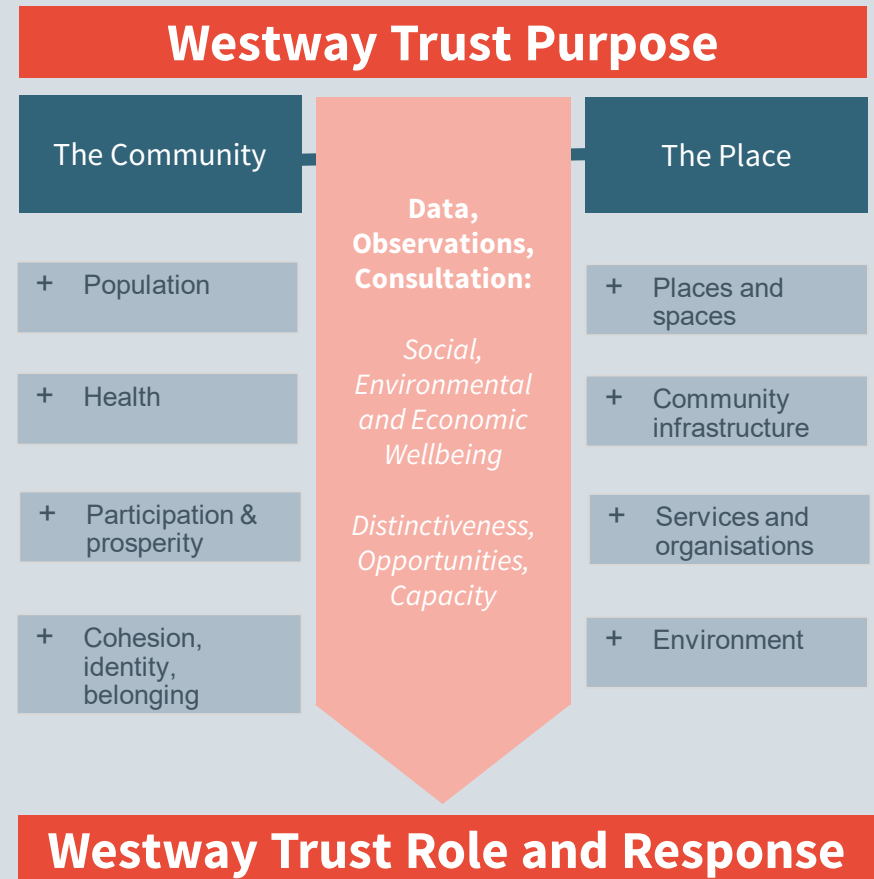 Westway Trust Purpose
The Community
+ Population
+ Health
+ Participation &
prosperity
+ Cohesion,
identity,
belonging
Data,
Observations,
Consultation:
Social,
Environmental
and Economic
Wellbeing
Distinctiveness,
Opportunities,
Capacity
The Place
+ Places and
spaces
+ Community
infrastructure
+ Services and
organisations
+ Environment
Westway Trust Role and Response